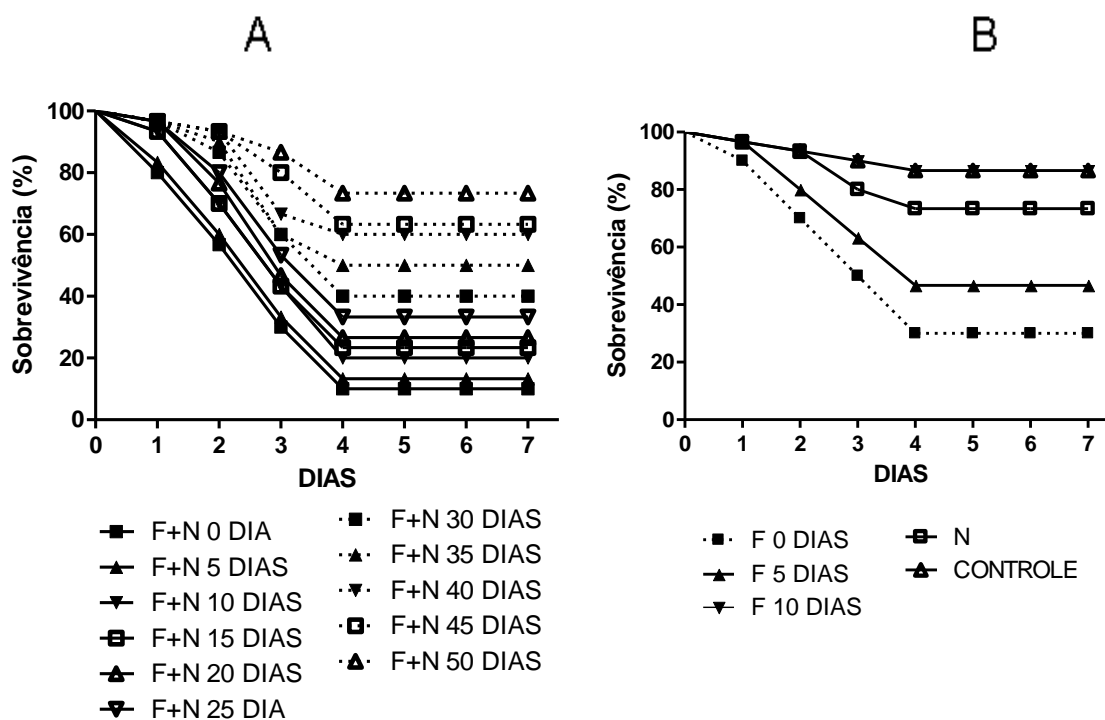 A
Sobrevivência (%)
100
80
60
40
20
0
0 1 2 3 4 5 6 7
DIAS
F+N 0 DIA
F+N 5 DIAS
F+N 10 DIAS
F+N 15 DIAS
F+N 20 DIAS
F+N 25 DIA
F+N 30 DIAS
F+N 35 DIAS
F+N 40 DIAS
F+N 45 DIAS
F+N 50 DIAS
B
Sobrevivência (%)
100
80
60
40
20
0
0 1 2 3 4 5 6 7
DIAS
F 0 DIAS
F 5 DIAS
F 10 DIAS
N
CONTROLE